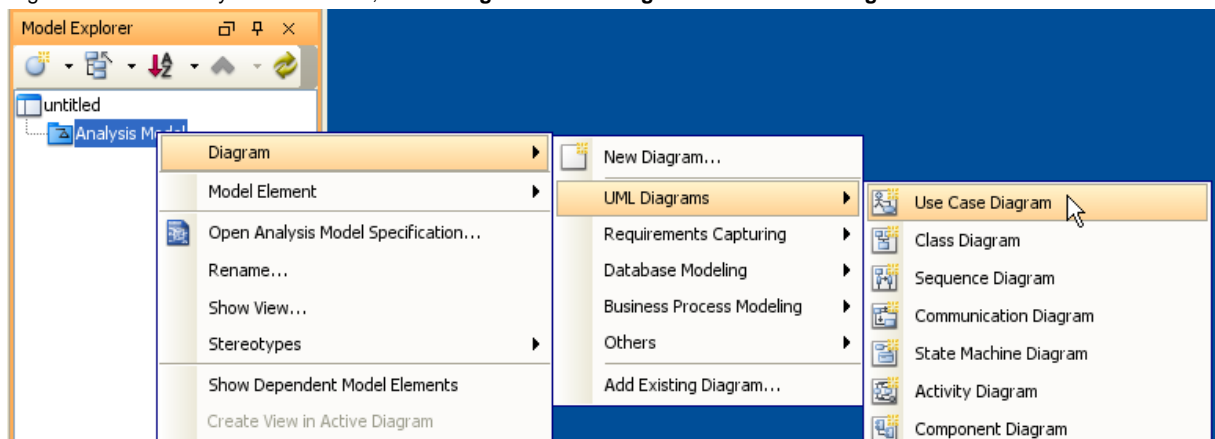 Model Explorer
untitled
Analysis Model
Diagram
Model Element
Open Analysis Model Specification...
Rename...
Show View...
Stereotypes
Show Dependent Model Elements
Create View in Active Diagram
New Diagram...
UML Diagrams
Requirements Capturing
Database Modeling
Business Process Modeling
Others
Add Existing Diagram...
Use Case Diagram
Class Diagram
Sequence Diagram
Communication Diagram
State Machine Diagram
Activity Diagram
Component Diagram